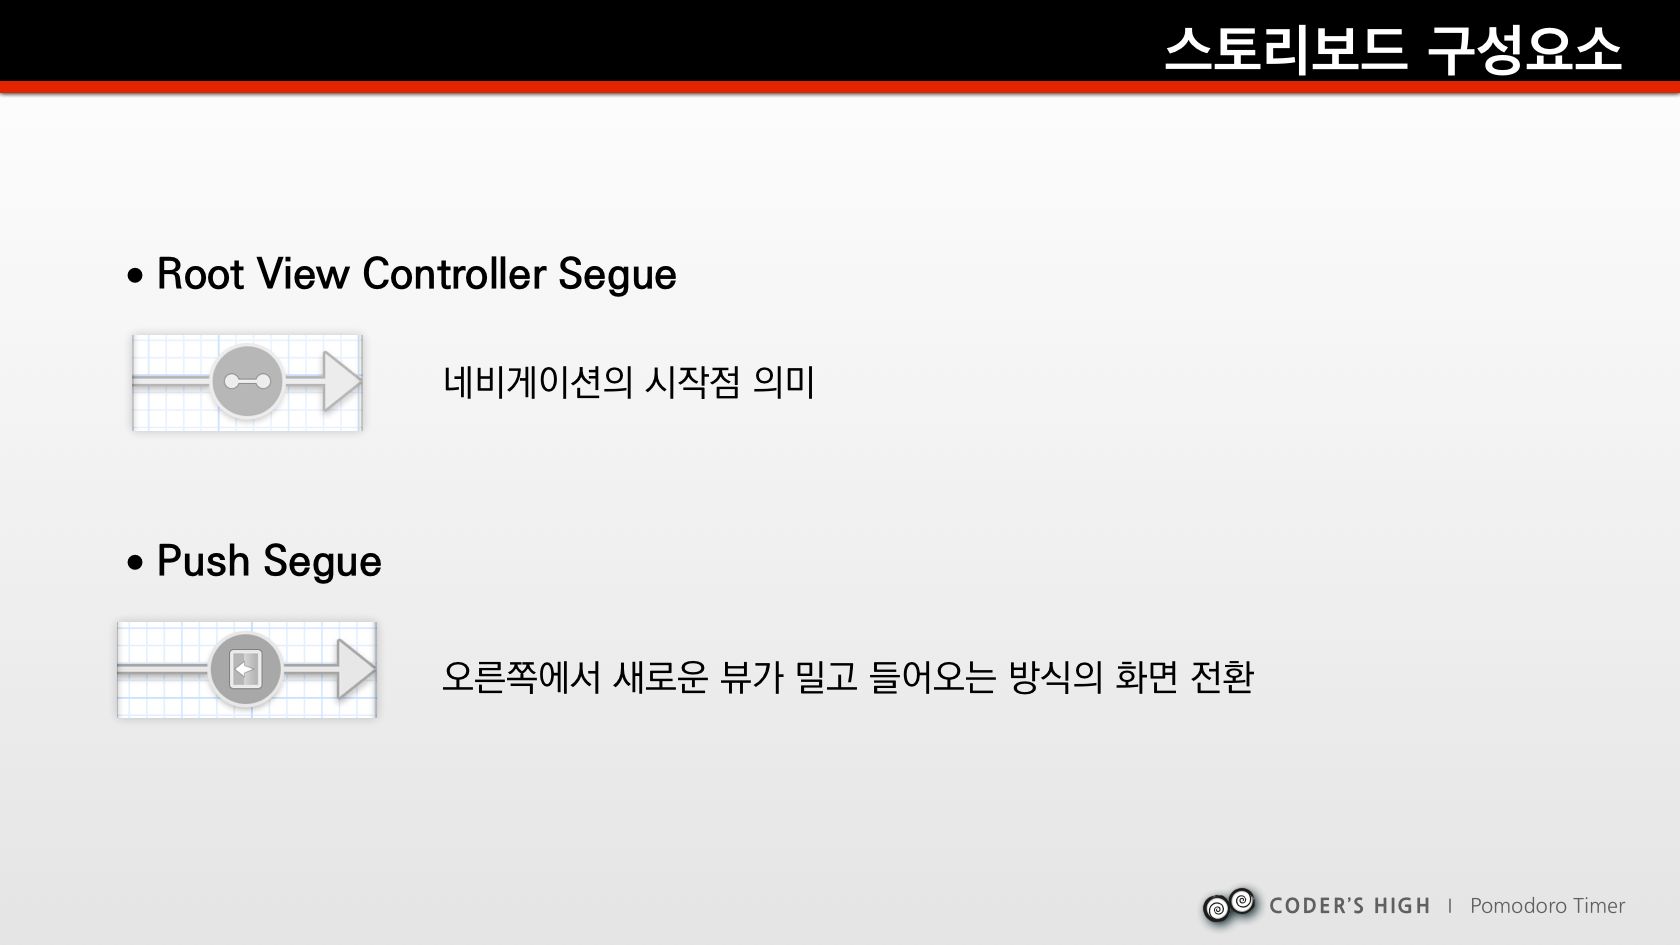 스토리보드 구성요소
• Root View Controller Segue
네비게이션의 시작점 의미
• Push Segue
오른쪽에서 새로운 뷰가 밀고 들어오는 방식의 화면 전환
CODER'S HIGH | Pomodoro Timer